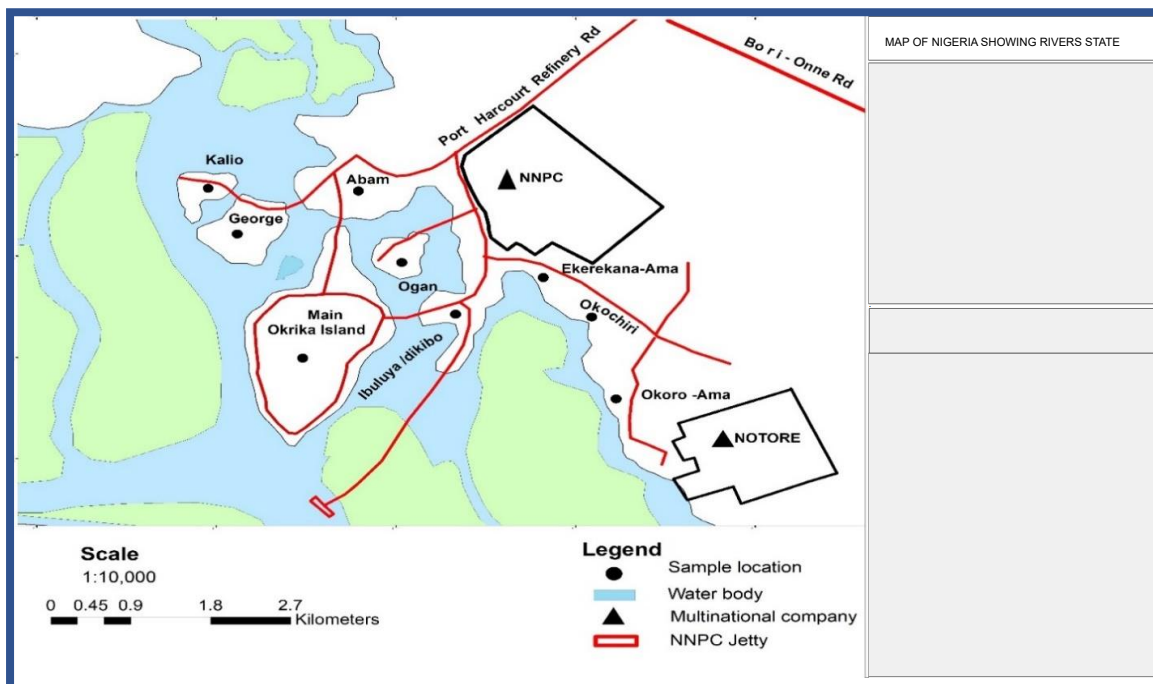 MAP OF NIGERIA SHOWING RIVERS STATE
Bori-Onne Rd
Port Harcourt Refinery Rd
Kalio
Abam
NNPC
George
Ekerekana-Ama
Ogan
Okochiri
Main
Okrika Island
Ibuluya /dikibo
Okoro -Ama
NOTORE
Scale
1:10,000
0 0.45 0.9 1.8 2.7
Kilometers
Legend
Sample location
Water body
Multinational company
NNPC Jetty